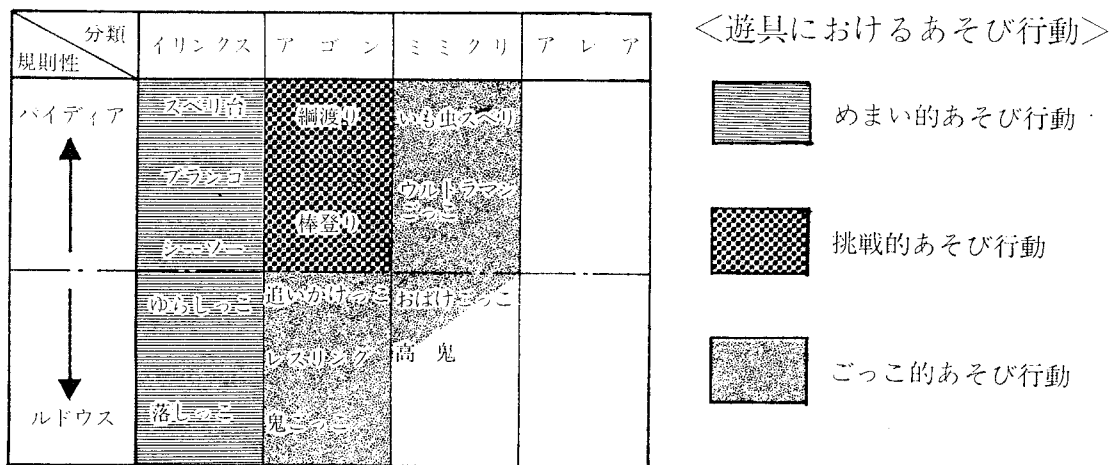 分類
規則性
イリンクス
アゴン
ミミクリ
アレア
パイディア
ルドウス
スベリ台
ブランコ
シーソー
ゆらしっこ
落しっこ
綱渡り
棒登り
追いかけっこ
レスリング
鬼ごっこ
いも虫スベリ
ウルトラマン
ごっこ
おばけごっこ
高鬼
＜遊具におけるあそび行動＞
めまい的あそび行動
挑戦的あそび行動
ごっこ的あそび行動